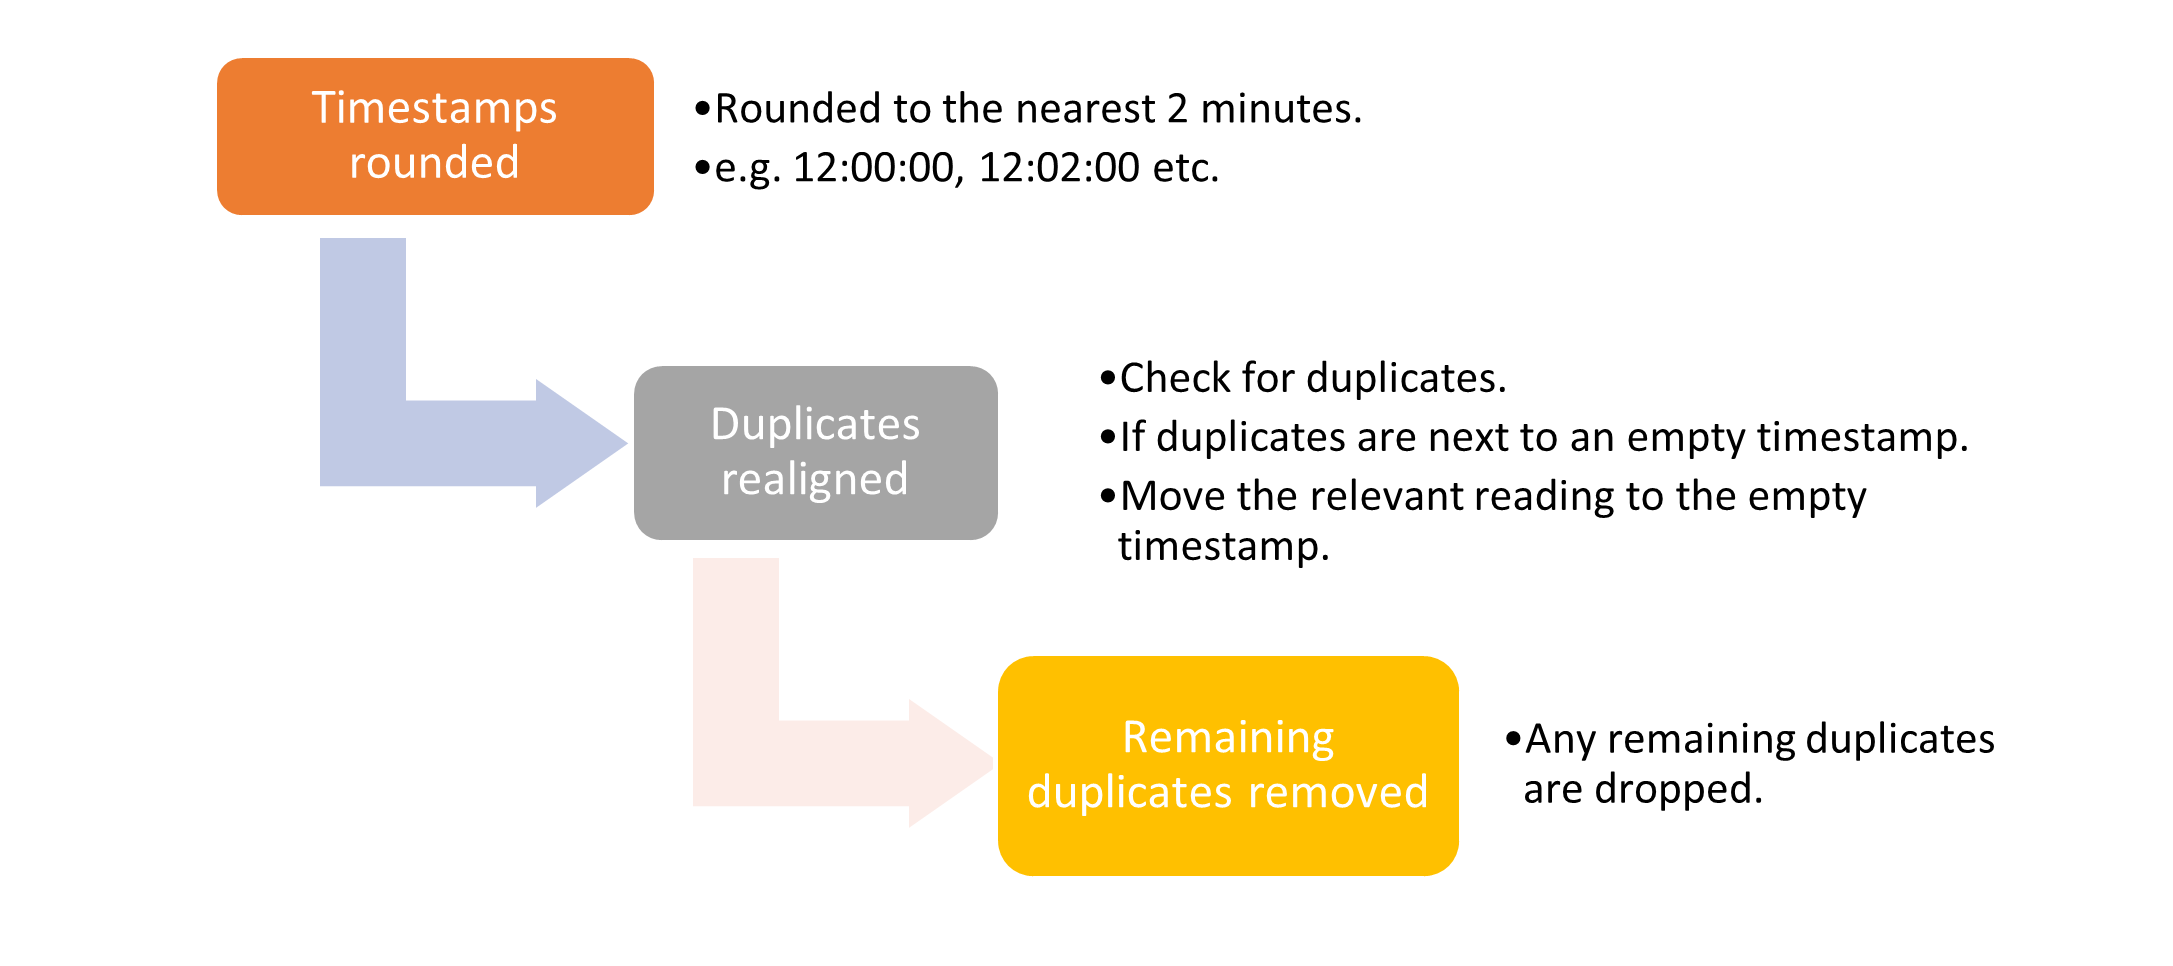 Timestamps
rounded
•Rounded to the nearest 2 minutes.
•e.g. 12:00:00, 12:02:00 etc.
Duplicates
realigned
•Check for duplicates.
•If duplicates are next to an empty timestamp.
•Move the relevant reading to the empty
timestamp.
Remaining
duplicates removed
•Any remaining duplicates
are dropped.